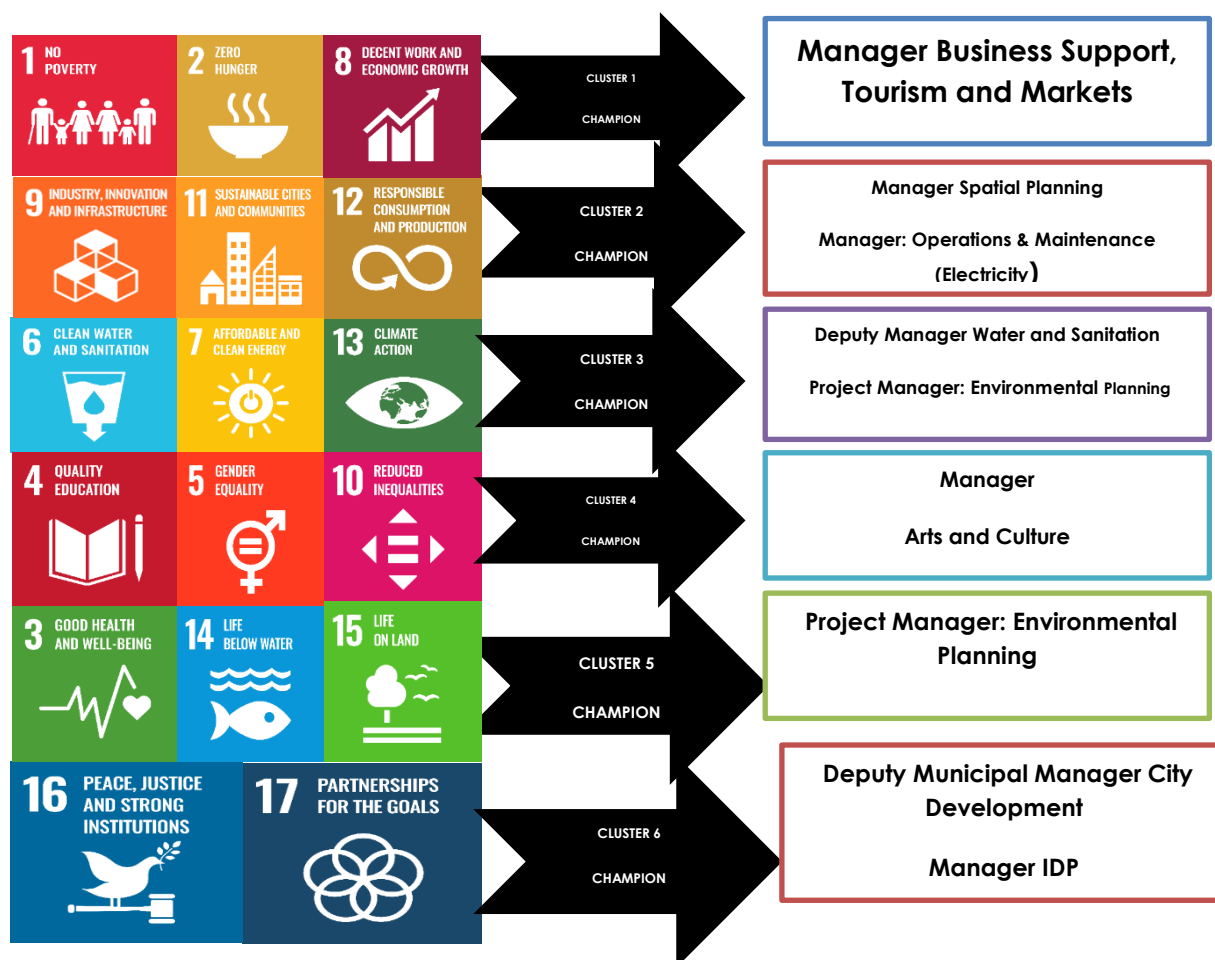 1 NO
POVERTY
2 ZERO
HUNGER
8 DECENT WORK AND
ECONOMIC GROWTH
CLUSTER 1
CHAMPION
Manager Business Support,
Tourism and Markets
9 INDUSTRY, INNOVATION
AND INFRASTRUCTURE
11 SUSTAINABLE CITIES
AND COMMUNITIES
12 RESPONSIBLE
CONSUMPTION
AND PRODUCTION
CLUSTER 2
CHAMPION
Manager Spatial Planning
Manager: Operations & Maintenance
(Electricity)
6 CLEAN WATER
AND SANITATION
7 AFFORDABLE AND
CLEAN ENERGY
13 CLIMATE
ACTION
CLUSTER 3
CHAMPION
Deputy Manager Water and Sanitation
Project Manager: Environmental Planning
4 QUALITY
EDUCATION
5 GENDER
EQUALITY
10 REDUCED
INEQUALITIES
CLUSTER 4
CHAMPION
Manager
Arts and Culture
3 GOOD HEALTH
AND WELL-BEING
14 LIFE
BELOW WATER
15 LIFE
ON LAND
CLUSTER 5
CHAMPION
Project Manager: Environmental
Planning
16 PEACE, JUSTICE
AND STRONG
INSTITUTIONS
17 PARTNERSHIPS
FOR THE GOALS
CLUSTER 6
CHAMPION
Deputy Municipal Manager City
Development
Manager IDP